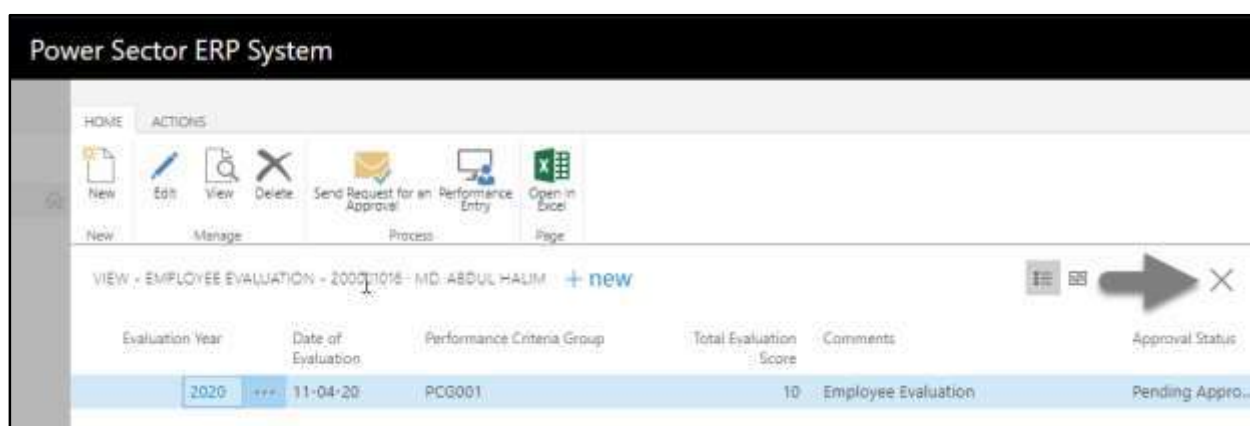 Power Sector ERP System
HOME ACTIONS
New Edit View Delete Send Request for an Approval Performance Entry Open in Excel
New Manage Process Page
VIEW - EMPLOYEE EVALUATION - MD. ABDUL HALIM + new
Evaluation Year Date of Evaluation Performance Criteria Group Total Evaluation Score Comments Approval Status
2020 ... 11-04-20 PCG001 10 Employee Evaluation Pending Appro...